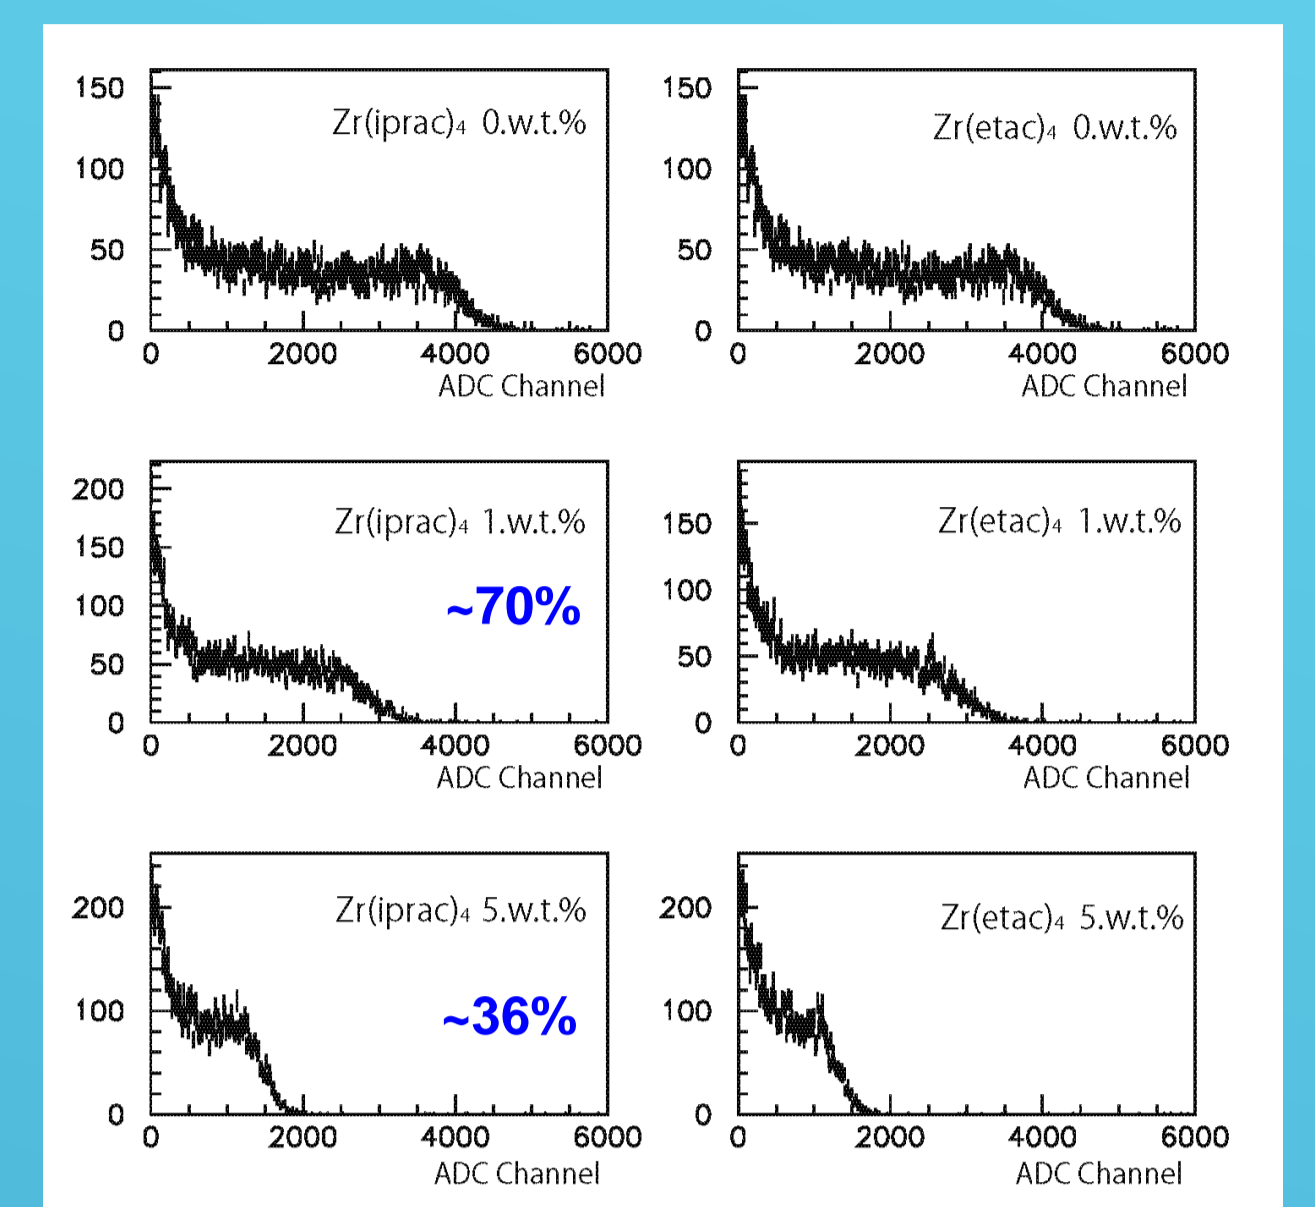 150
100
50
0
0 2000 4000 6000
Zr(iprac)₄ 0.w.t.%
ADC Channel
150
100
50
0
0 2000 4000 6000
Zr(etac)₄ 0.w.t.%
ADC Channel
200
150
100
50
0
0 2000 4000 6000
Zr(iprac)₄ 1.w.t.%
~70%
ADC Channel
150
100
50
0
0 2000 4000 6000
Zr(etac)₄ 1.w.t.%
ADC Channel
200
100
0
0 2000 4000 6000
Zr(iprac)₄ 5.w.t.%
~36%
ADC Channel
200
100
0
0 2000 4000 6000
Zr(etac)₄ 5.w.t.%
ADC Channel